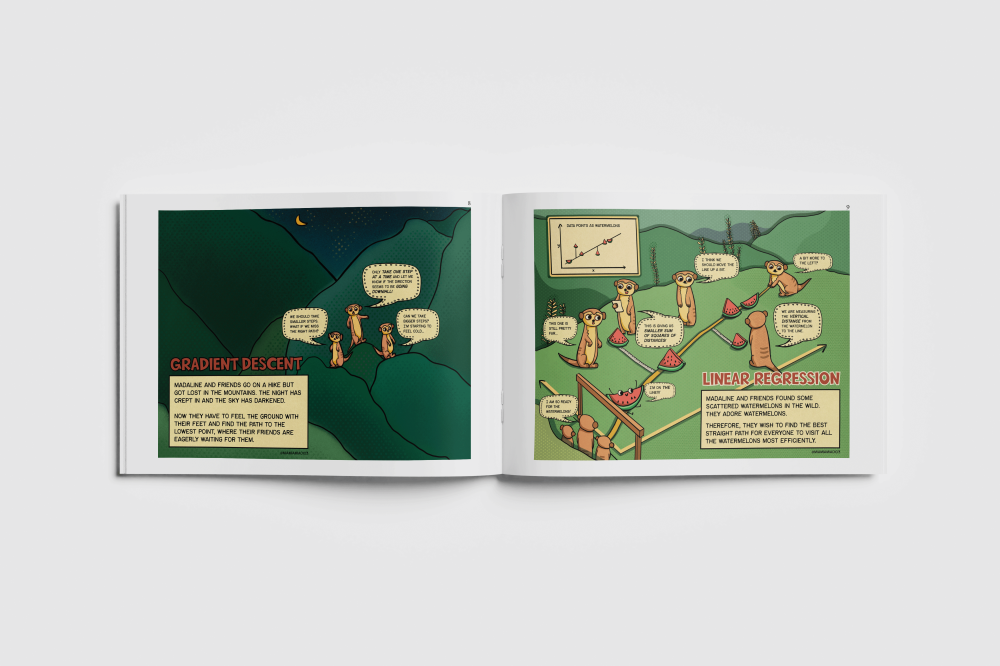 8
ONLY TAKE ONE STEP
AT A TIME AND LET ME
KNOW IF THE DIRECTION
SEEMS TO BE GOING
DOWNHILL!
WE SHOULD TAKE
SMALLER STEPS.
WHAT IF WE MISS
THE RIGHT PATH?
CAN WE TAKE
BIGGER STEPS?
I'M STARTING TO
FEEL COLD...
GRADIENT DESCENT
MADALINE AND FRIENDS GO ON A HIKE BUT
GOT LOST IN THE MOUNTAINS. THE NIGHT HAS
CREPT IN AND THE SKY HAS DARKENED.
NOW THEY HAVE TO FEEL THE GROUND WITH
THEIR FEET AND FIND THE PATH TO THE
LOWEST POINT, WHERE THEIR FRIENDS ARE
EAGERLY WAITING FOR THEM.
DATA POINTS AS WATERMELONS
Y
X
I THINK WE
SHOULD MOVE THE
LINE UP A BIT
A BIT MORE TO
THE LEFT?
THIS ONE IS
STILL PRETTY
FAR...
THIS IS GIVING US
SMALLER SUM
OF SQUARES OF
DISTANCES!
WE ARE MEASURING
THE VERTICAL
DISTANCE FROM
THE WATERMELON
TO THE LINE
I'M ON THE
LINE!!!
I AM SO READY
FOR THE
WATERMELONS!
LINEAR REGRESSION
MADALINE AND FRIENDS FOUND SOME
SCATTERED WATERMELONS IN THE WILD.
THEY ADORE WATERMELONS.
THEREFORE, THEY WISH TO FIND THE BEST
STRAIGHT PATH FOR EVERYONE TO VISIT ALL
THE WATERMELONS MOST EFFICIENTLY.